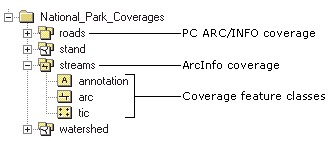 National_Park_Coverages
roads PC ARC/INFO coverage
stand
streams ArcInfo coverage
A annotation
arc Coverage feature classes
tic
watershed